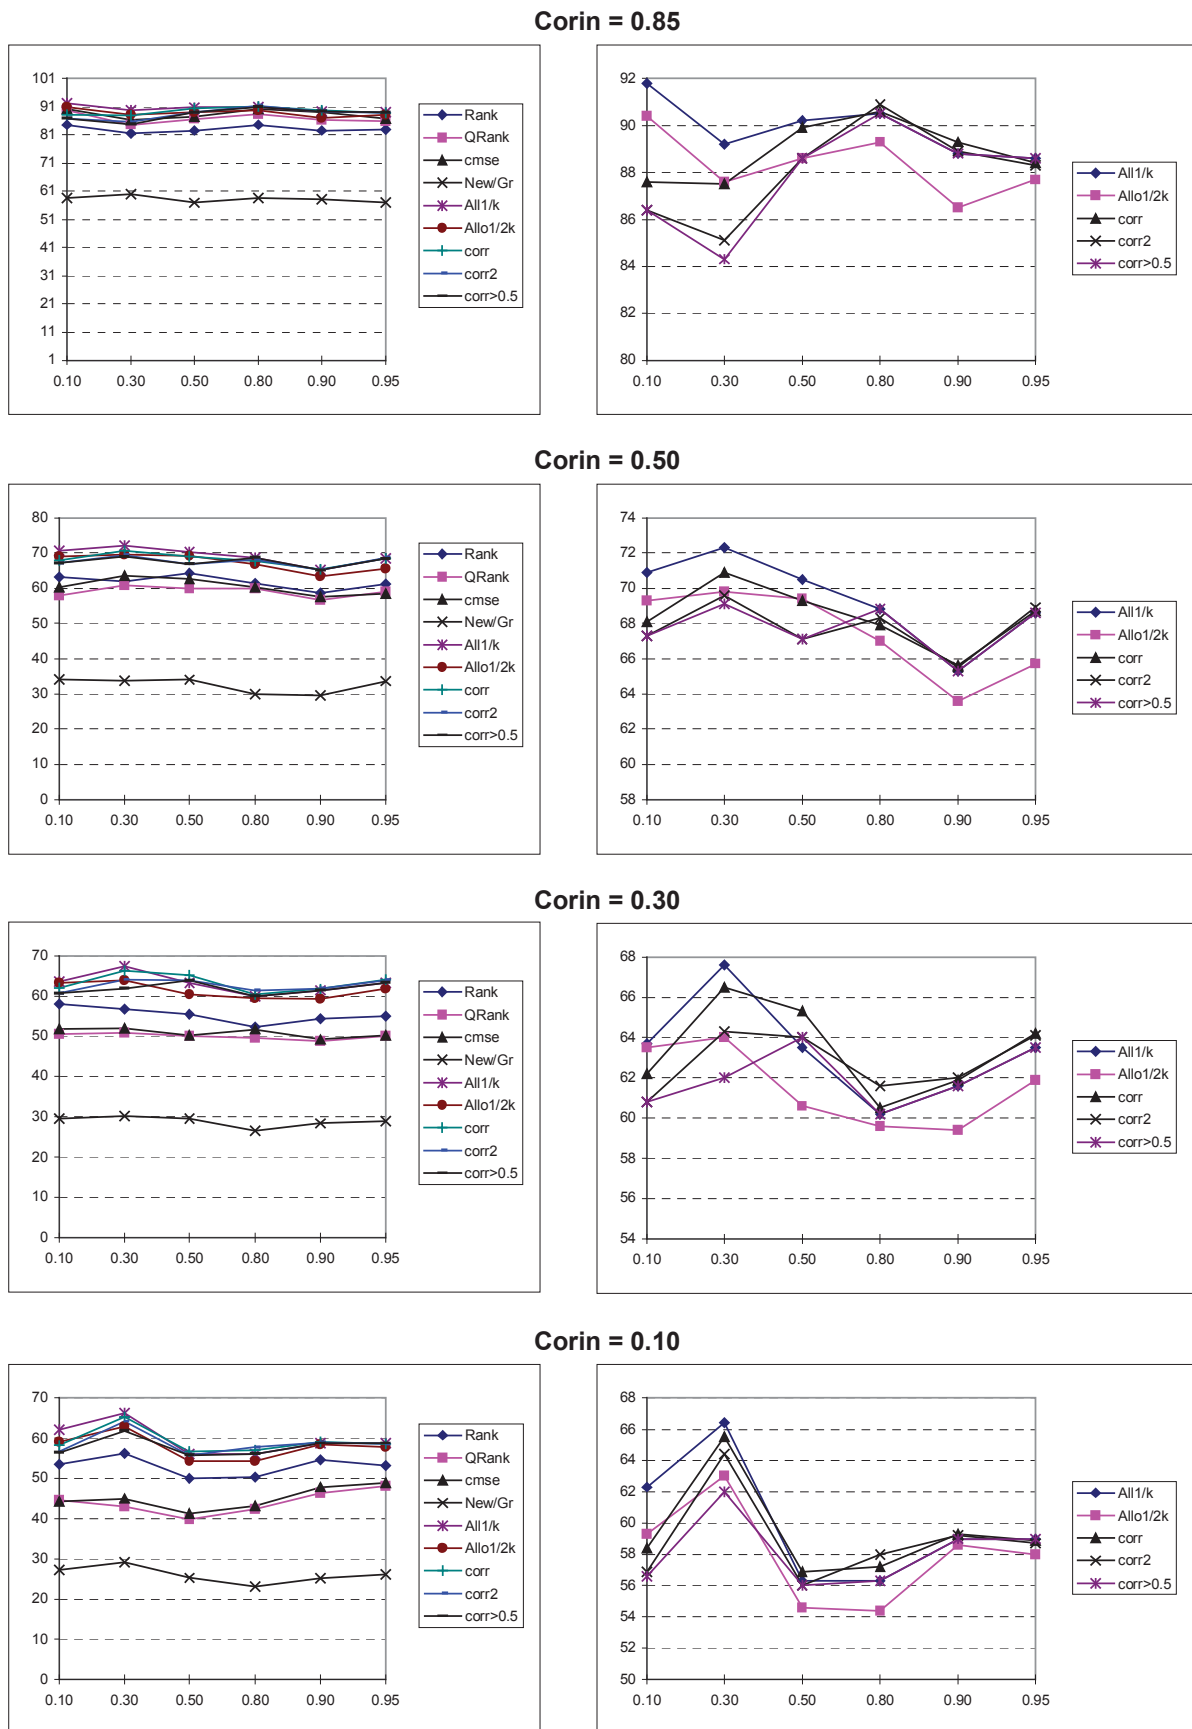 Corin = 0.85
101
91
81
71
61
51
41
31
21
11
1
0.10 0.30 0.50 0.80 0.90 0.95
Rank
QRank
cmse
New/Gr
All1/k
Allo1/2k
corr
corr2
corr>0.5
92
90
88
86
84
82
80
0.10 0.30 0.50 0.80 0.90 0.95
All1/k
Allo1/2k
corr
corr2
corr>0.5
Corin = 0.50
80
70
60
50
40
30
20
10
0
0.10 0.30 0.50 0.80 0.90 0.95
Rank
QRank
cmse
New/Gr
All1/k
Allo1/2k
corr
corr2
corr>0.5
74
72
70
68
66
64
62
60
58
0.10 0.30 0.50 0.80 0.90 0.95
All1/k
Allo1/2k
corr
corr2
corr>0.5
Corin = 0.30
70
60
50
40
30
20
10
0
0.10 0.30 0.50 0.80 0.90 0.95
Rank
QRank
cmse
New/Gr
All1/k
Allo1/2k
corr
corr2
corr>0.5
68
66
64
62
60
58
56
54
0.10 0.30 0.50 0.80 0.90 0.95
All1/k
Allo1/2k
corr
corr2
corr>0.5
Corin = 0.10
70
60
50
40
30
20
10
0
0.10 0.30 0.50 0.80 0.90 0.95
Rank
QRank
cmse
New/Gr
All1/k
Allo1/2k
corr
corr2
corr>0.5
68
66
64
62
60
58
56
54
52
50
0.10 0.30 0.50 0.80 0.90 0.95
All1/k
Allo1/2k
corr
corr2
corr>0.5